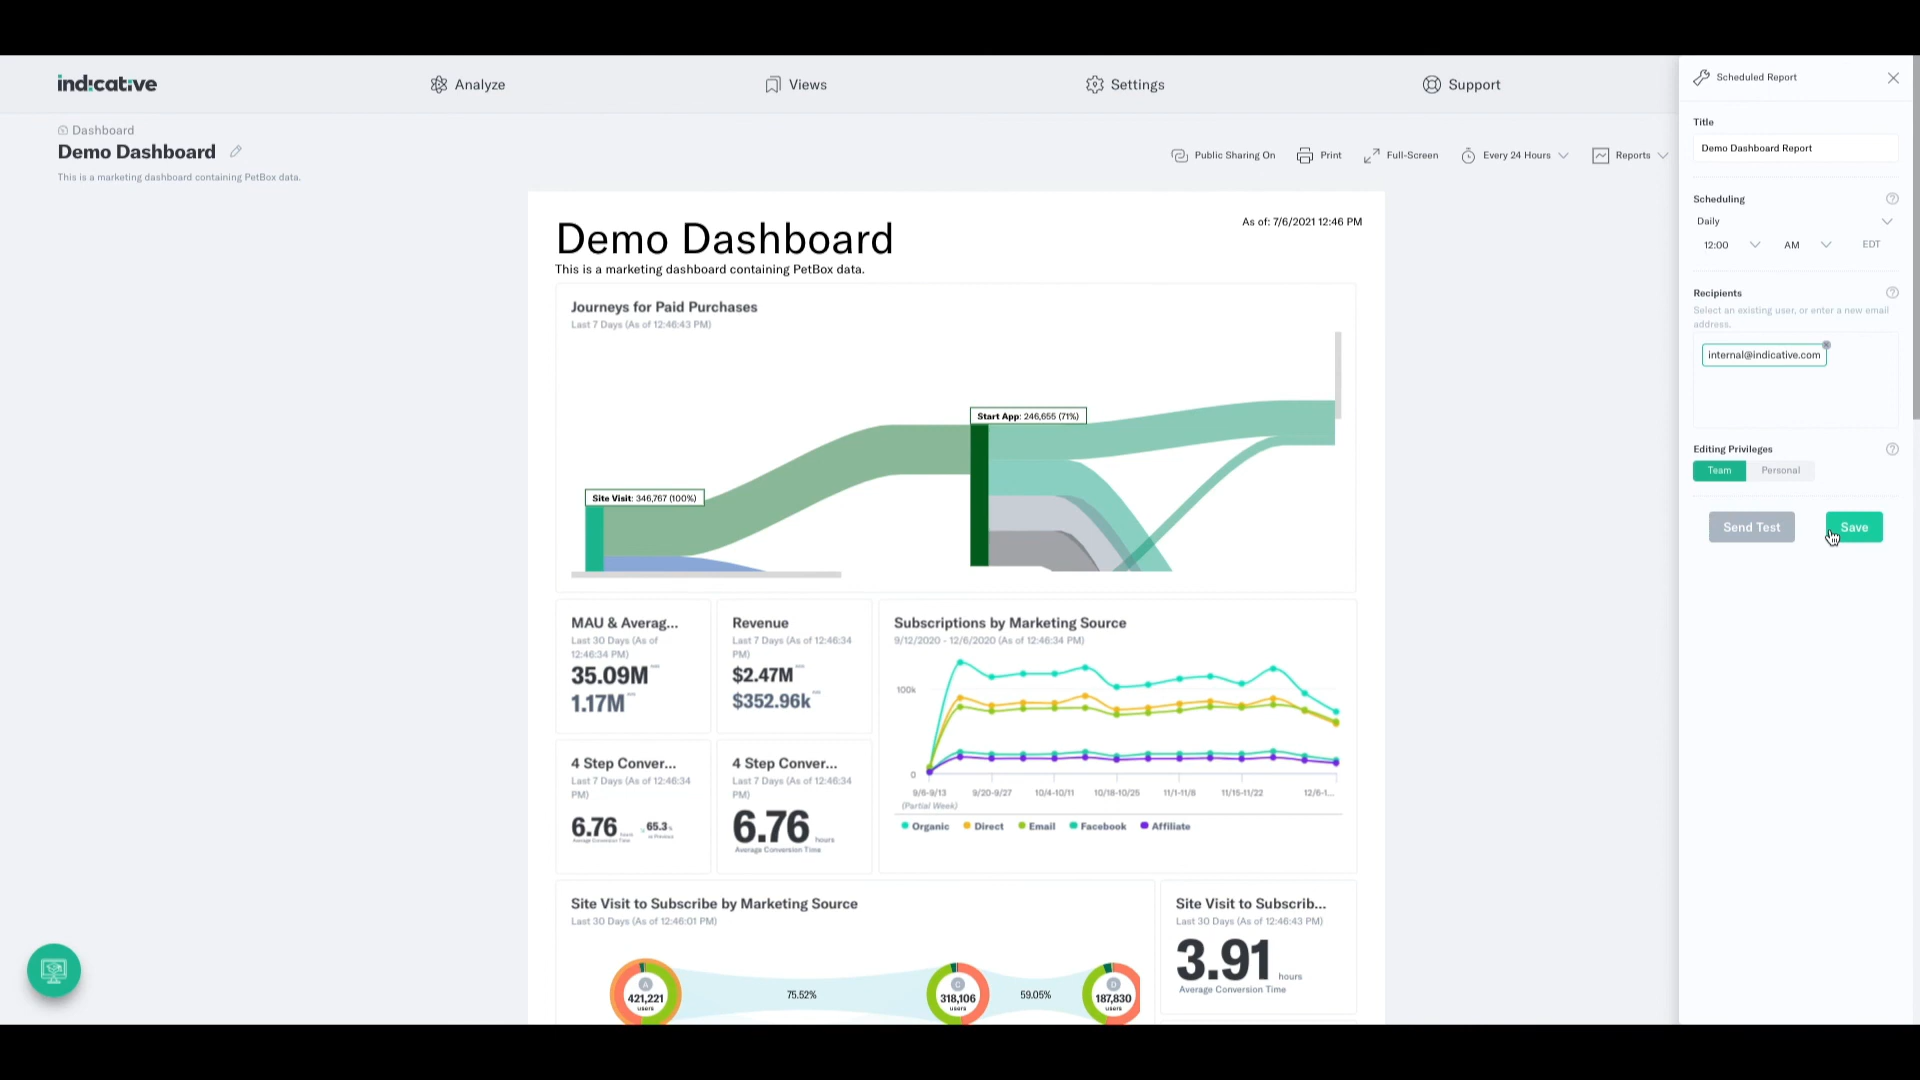 indicative
Analyze
Views
Settings
Support
Dashboard
Demo Dashboard
This is a marketing dashboard containing PetBox data.
Public Sharing On
Print
Full-Screen
Every 24 Hours
Reports
Demo Dashboard
As of: 7/6/2021 12:46 PM
This is a marketing dashboard containing PetBox data.
Journeys for Paid Purchases
Last 7 Days (As of 12:46:43 PM)
Start App: 246,655 (71%)
Site Visit: 346,767 (100%)
MAU & Averag...
Last 30 Days (As of
12:46:34 PM)
35.09M
1.17M
Revenue
Last 7 Days (As of 12:46:34
PM)
$2.47M
$352.96k
Subscriptions by Marketing Source
9/12/2020 - 12/6/2020 (As of 12:46:34 PM)
100k
0
9/6-9/13 9/20-9/27 10/4-10/11 10/18-10/25 11/1-11/8 11/15-11/22 12/6-1...
(Partial Week)
Organic Direct Email Facebook Affiliate
4 Step Conver...
Last 7 Days (As of 12:46:34
PM)
6.76
65.3
Average Conversion Time
4 Step Conver...
Last 7 Days (As of 12:46:34
PM)
6.76 hours
Average Conversion Time
Site Visit to Subscribe by Marketing Source
Last 30 Days (As of 12:46:01 PM)
A
421,221
users
75.52%
C
318,106
users
59.05%
D
187,830
users
Site Visit to Subscrib...
Last 30 Days (As of 12:46:43 PM)
3.91 hours
Average Conversion Time
Scheduled Report
Title
Demo Dashboard Report
Scheduling
Daily
12:00 AM EDT
Recipients
Select an existing user, or enter a new email
address.
internal@indicative.com
Editing Privileges
Team Personal
Send Test Save